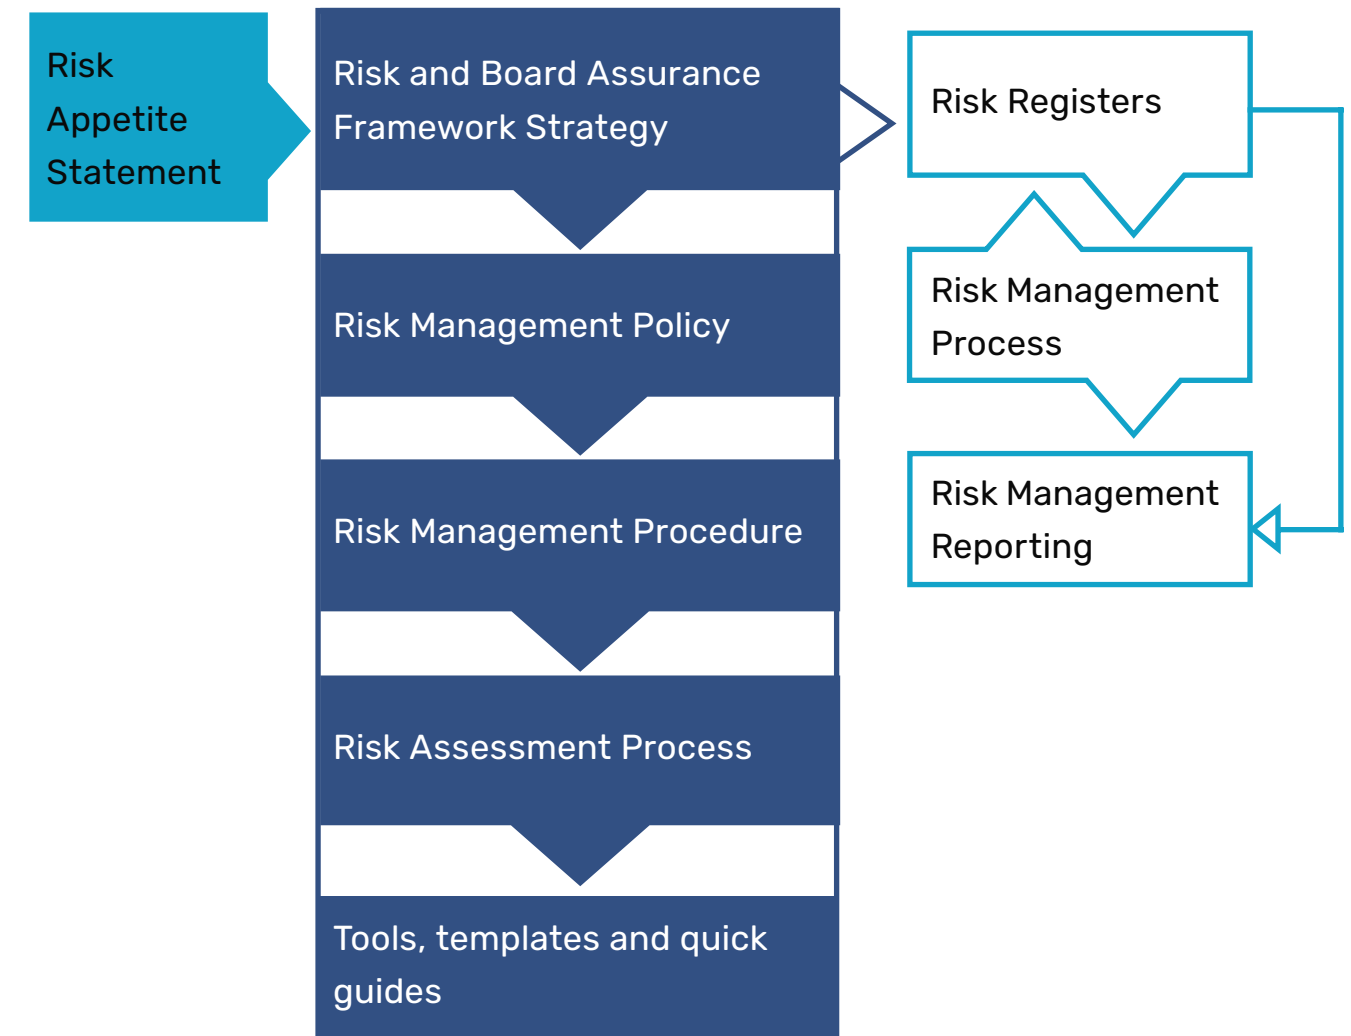 Risk
Appetite
Statement
Risk and Board Assurance
Framework Strategy
Risk Management Policy
Risk Management Procedure
Risk Assessment Process
Tools, templates and quick
guides
Risk Registers
Risk Management
Process
Risk Management
Reporting